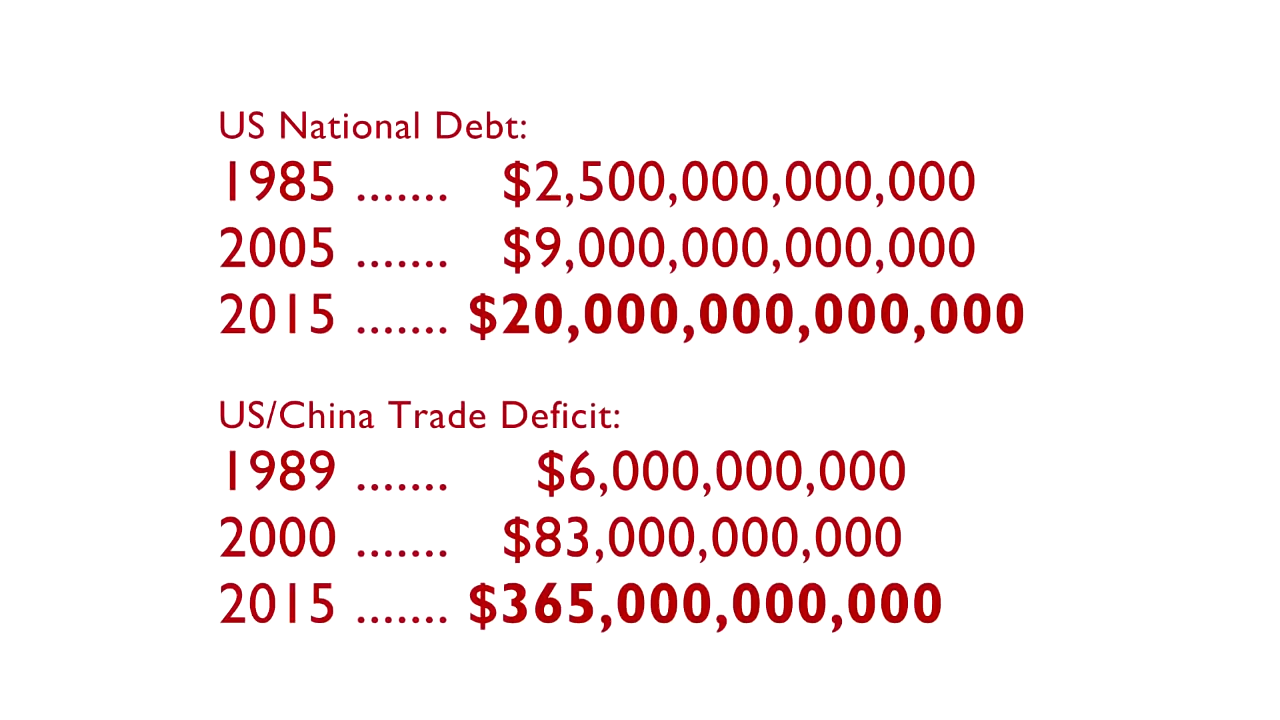 US National Debt:
1985 ....... $2,500,000,000,000
2005 ....... $9,000,000,000,000
2015 ....... $20,000,000,000,000
US/China Trade Deficit:
1989 ....... $6,000,000,000
2000 ....... $83,000,000,000
2015 ....... $365,000,000,000